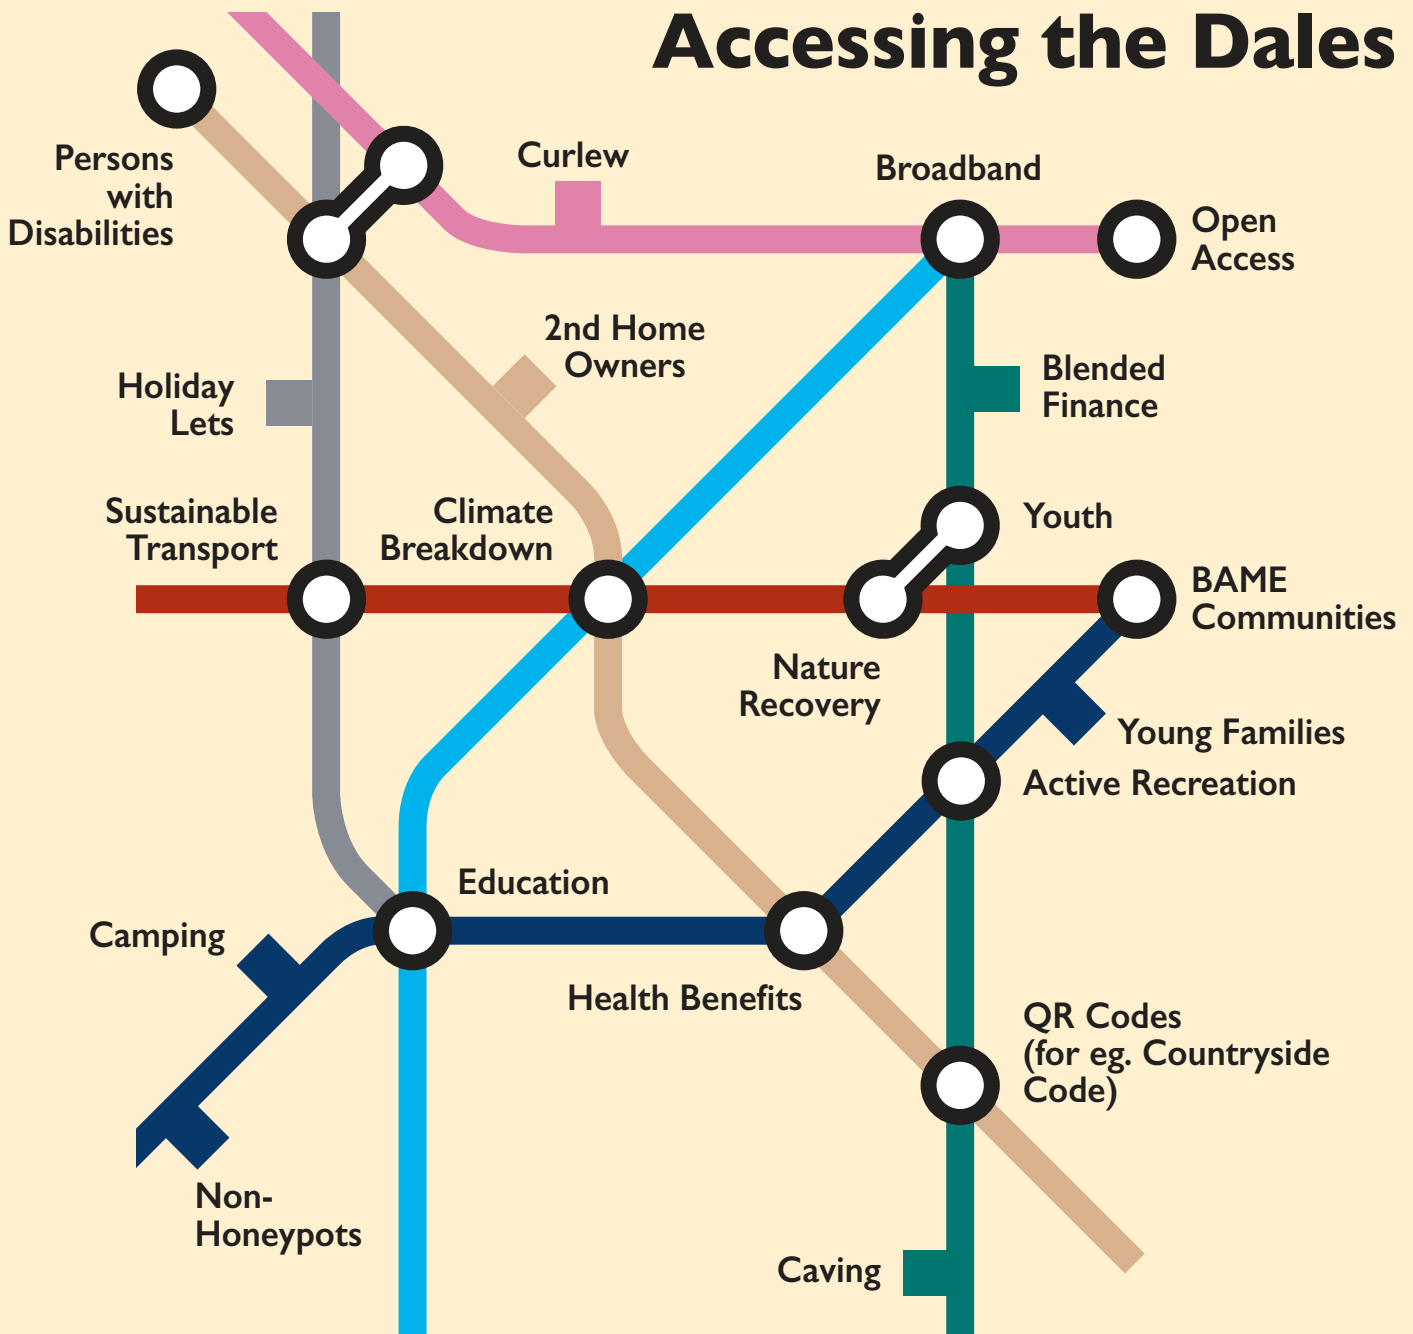 Accessing the Dales
Persons
with
Disabilities
Curlew
Broadband
Open
Access
2nd Home
Owners
Holiday
Lets
Blended
Finance
Sustainable
Transport
Climate
Breakdown
Youth
BAME
Communities
Nature
Recovery
Young Families
Active Recreation
Education
Camping
Health Benefits
QR Codes
(for eg. Countryside
Code)
Non-
Honeypots
Caving